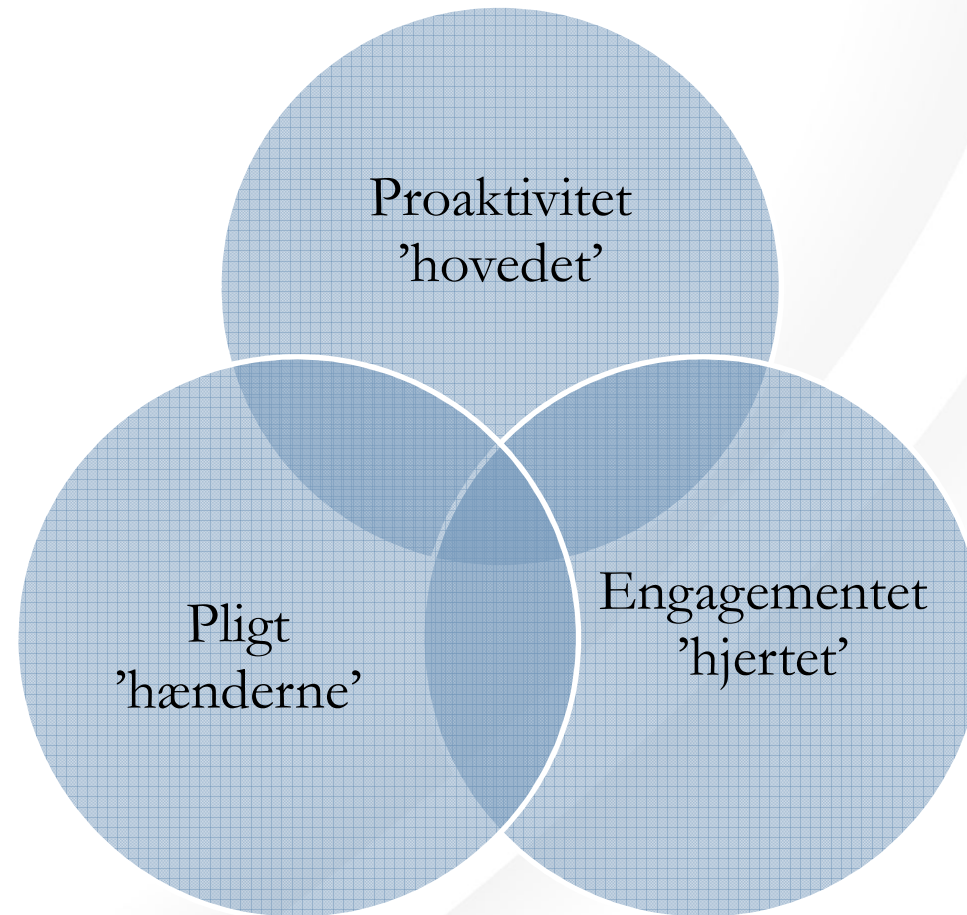 Proaktivitet
’hovedet’
Pligt
’hænderne’
Engagementet
’hjertet’